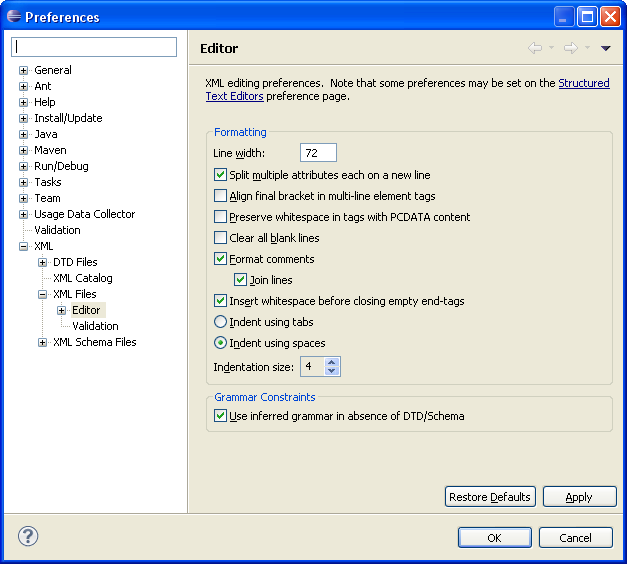 Preferences
General
Ant
Help
Install/Update
Java
Maven
Run/Debug
Tasks
Team
Usage Data Collector
Validation
XML
DTD Files
XML Catalog
XML Files
Editor
Validation
XML Schema Files
Editor
XML editing preferences.  Note that some preferences may be set on the Structured
Text Editors preference page.
Formatting
Line width: 72
Split multiple attributes each on a new line
Align final bracket in multi-line element tags
Preserve whitespace in tags with PCDATA content
Clear all blank lines
Format comments
Join lines
Insert whitespace before closing empty end-tags
Indent using tabs
Indent using spaces
Indentation size: 4
Grammar Constraints
Use inferred grammar in absence of DTD/Schema
Restore Defaults Apply
? OK Cancel